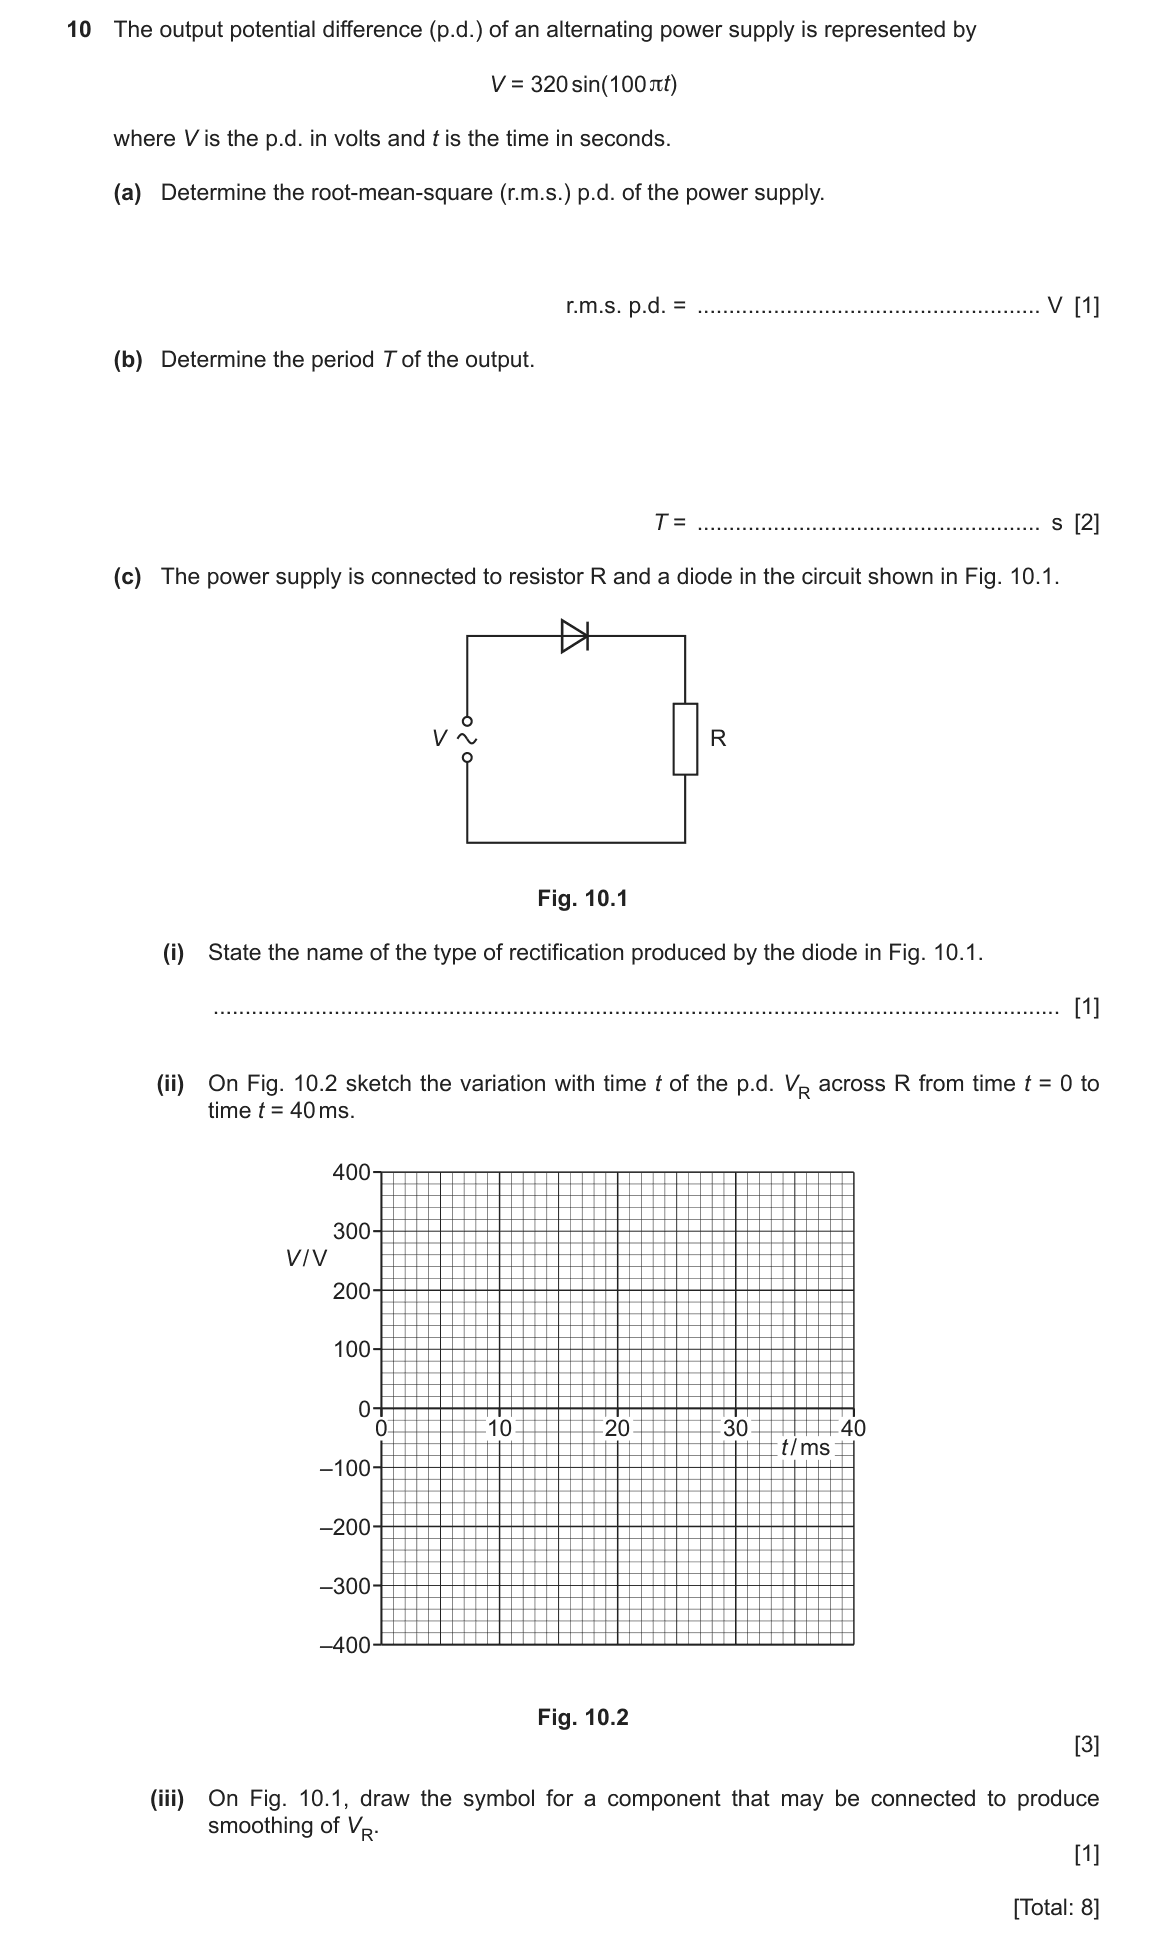 10 The output potential difference (p.d.) of an alternating power supply is represented by
V = 320 sin(100πt)
where V is the p.d. in volts and t is the time in seconds.
(a) Determine the root-mean-square (r.m.s.) p.d. of the power supply.
r.m.s. p.d. = ...................................................... V [1]
(b) Determine the period T of the output.
T = ...................................................... s [2]
(c) The power supply is connected to resistor R and a diode in the circuit shown in Fig. 10.1.
V
R
Fig. 10.1
(i) State the name of the type of rectification produced by the diode in Fig. 10.1.
...................................................................................................................................... [1]
(ii) On Fig. 10.2 sketch the variation with time t of the p.d. V_R across R from time t = 0 to
time t = 40 ms.
400
300
V/V
200
100
0
0 10 20 30 40
t/ms
–100
–200
–300
–400
Fig. 10.2
[3]
(iii) On Fig. 10.1, draw the symbol for a component that may be connected to produce
smoothing of V_R.
[1]
[Total: 8]